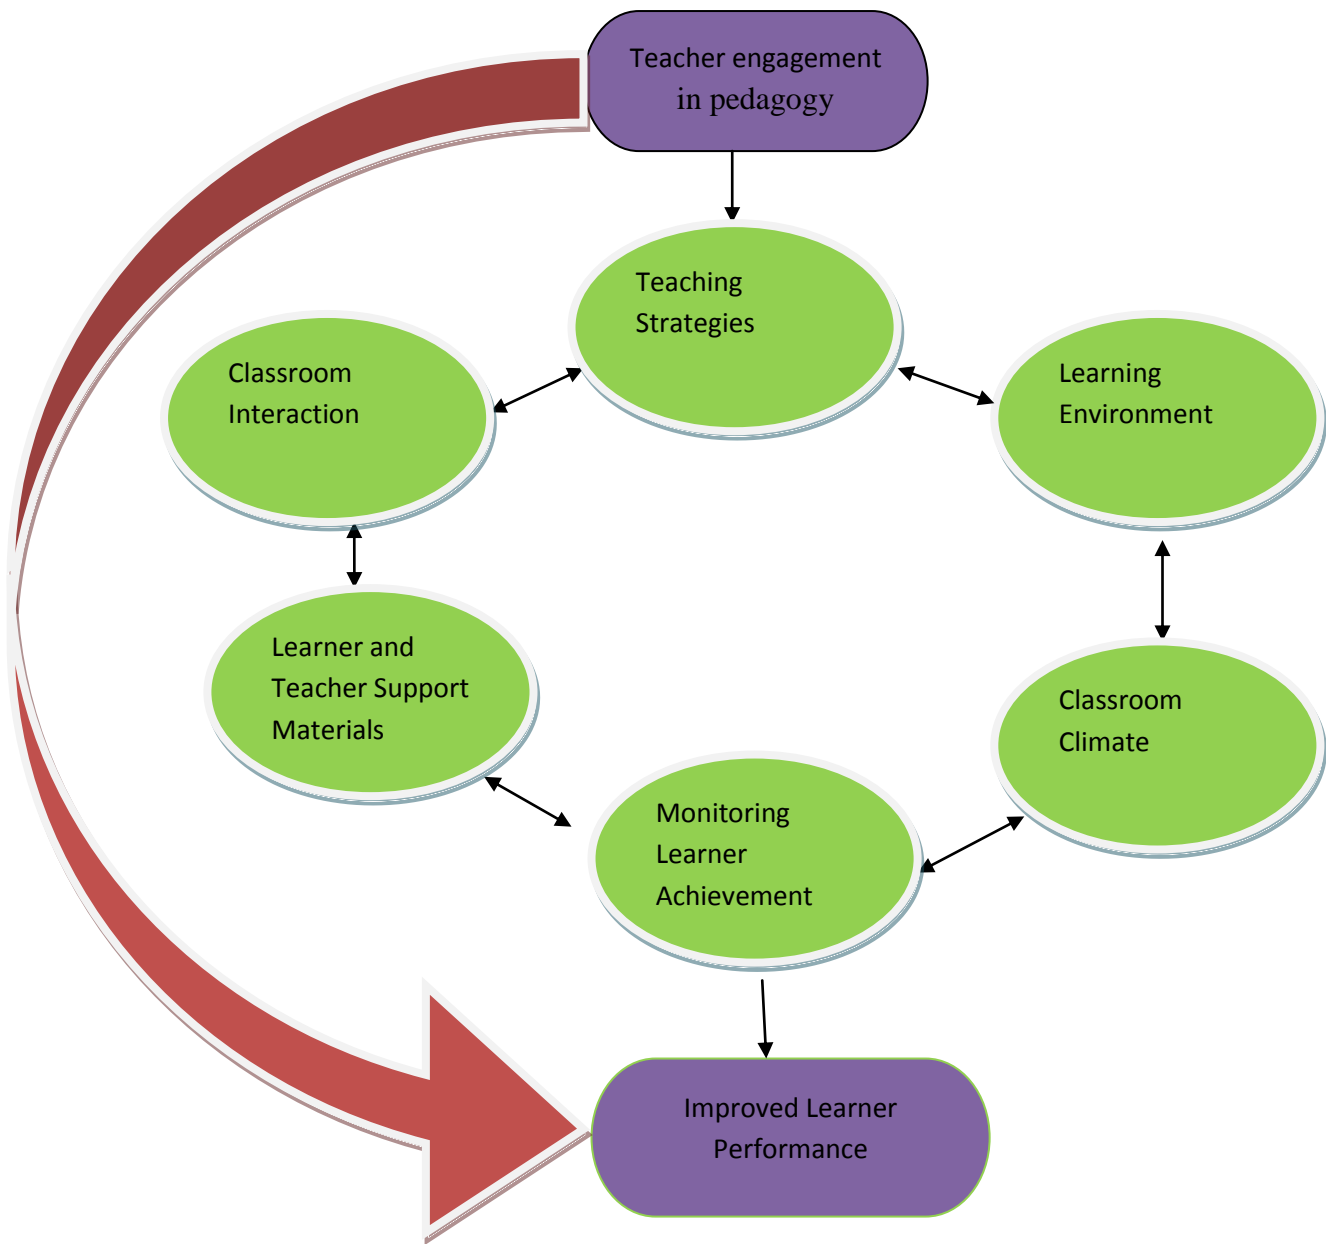 Teacher engagement
in pedagogy
Teaching
Strategies
Classroom
Interaction
Learning
Environment
Learner and
Teacher Support
Materials
Classroom
Climate
Monitoring
Learner
Achievement
Improved Learner
Performance